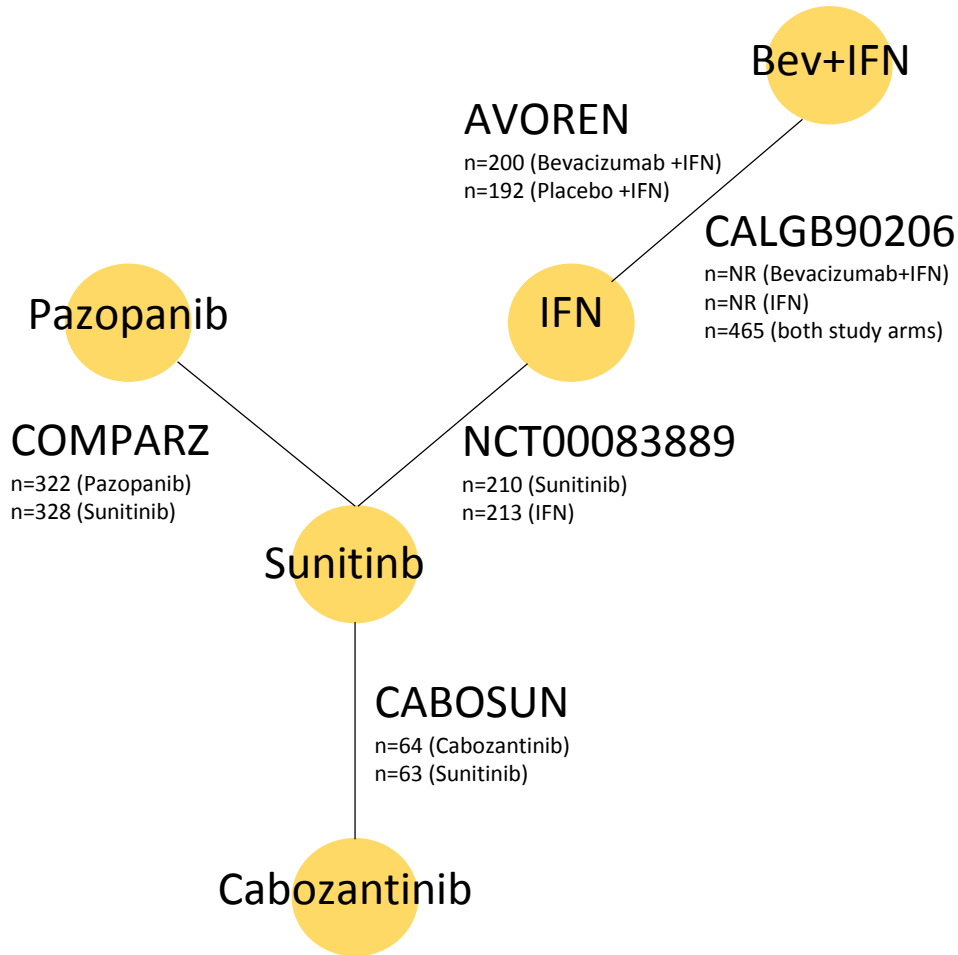 Bev+IFN
AVOREN
n=200 (Bevacizumab +IFN)
n=192 (Placebo +IFN)
CALGB90206
n=NR (Bevacizumab+IFN)
n=NR (IFN)
n=465 (both study arms)
Pazopanib
IFN
COMPARZ
n=322 (Pazopanib)
n=328 (Sunitinib)
NCT00083889
n=210 (Sunitinib)
n=213 (IFN)
Sunitinb
CABOSUN
n=64 (Cabozantinib)
n=63 (Sunitinib)
Cabozantinib